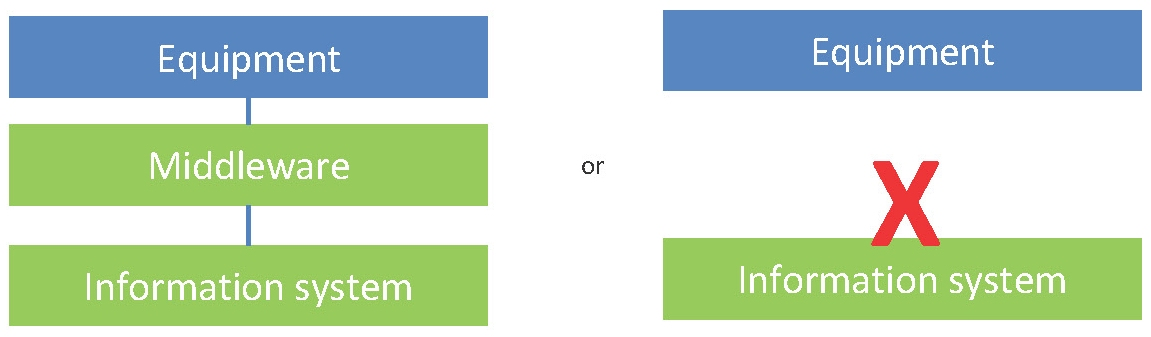 Equipment
Middleware
Information system
or
Equipment
X
Information system